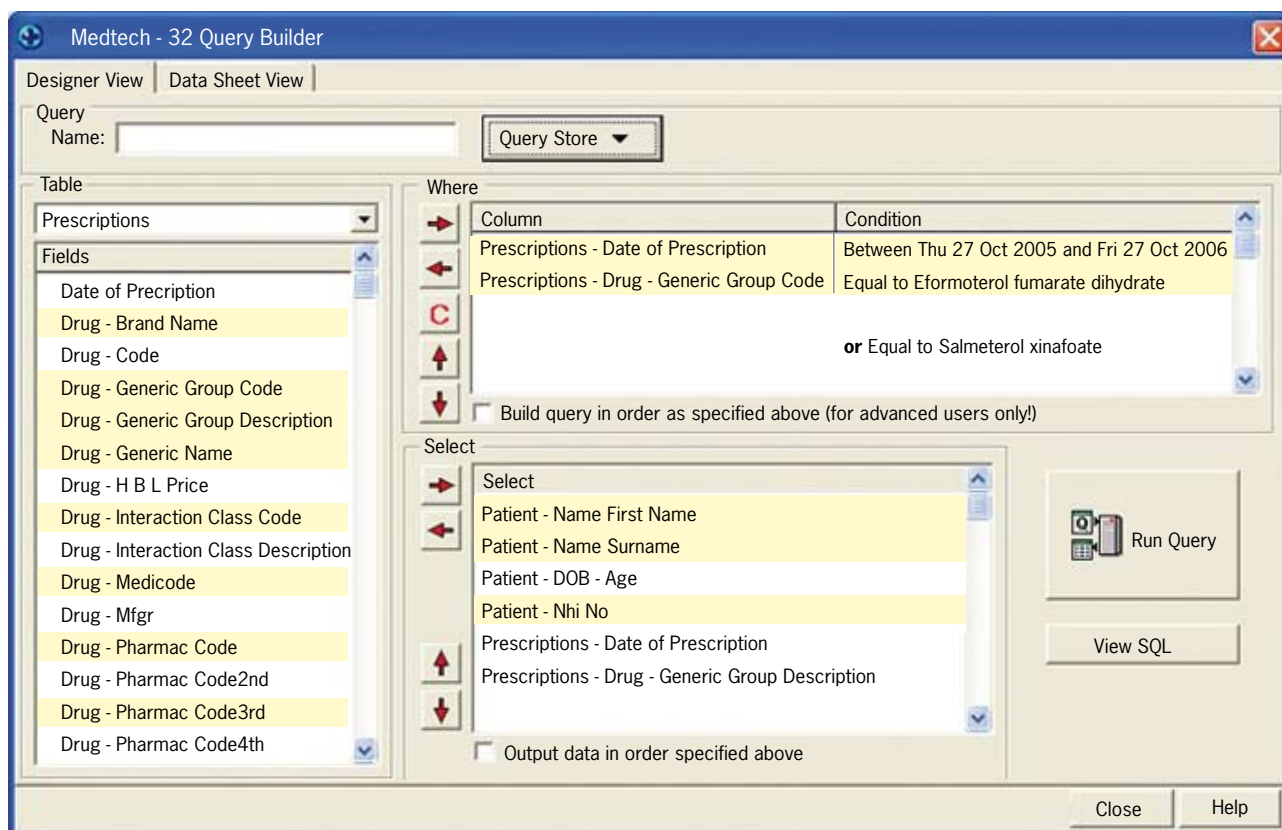 Medtech - 32 Query Builder
Designer View
Data Sheet View
Query
Name:
Query Store
Table
Prescriptions
Fields
Date of Precription
Drug - Brand Name
Drug - Code
Drug - Generic Group Code
Drug - Generic Group Description
Drug - Generic Name
Drug - H B L Price
Drug - Interaction Class Code
Drug - Interaction Class Description
Drug - Medicode
Drug - Mfgr
Drug - Pharmac Code
Drug - Pharmac Code2nd
Drug - Pharmac Code3rd
Drug - Pharmac Code4th
Where
C
Column Condition
Prescriptions - Date of Prescription Between Thu 27 Oct 2005 and Fri 27 Oct 2006
Prescriptions - Drug - Generic Group Code Equal to Eformoterol fumarate dihydrate
or Equal to Salmeterol xinafoate
Build query in order as specified above (for advanced users only!)
Select
Select
Patient - Name First Name
Patient - Name Surname
Patient - DOB - Age
Patient - Nhi No
Prescriptions - Date of Prescription
Prescriptions - Drug - Generic Group Description
Output data in order specified above
Q
Run Query
View SQL
Close
Help